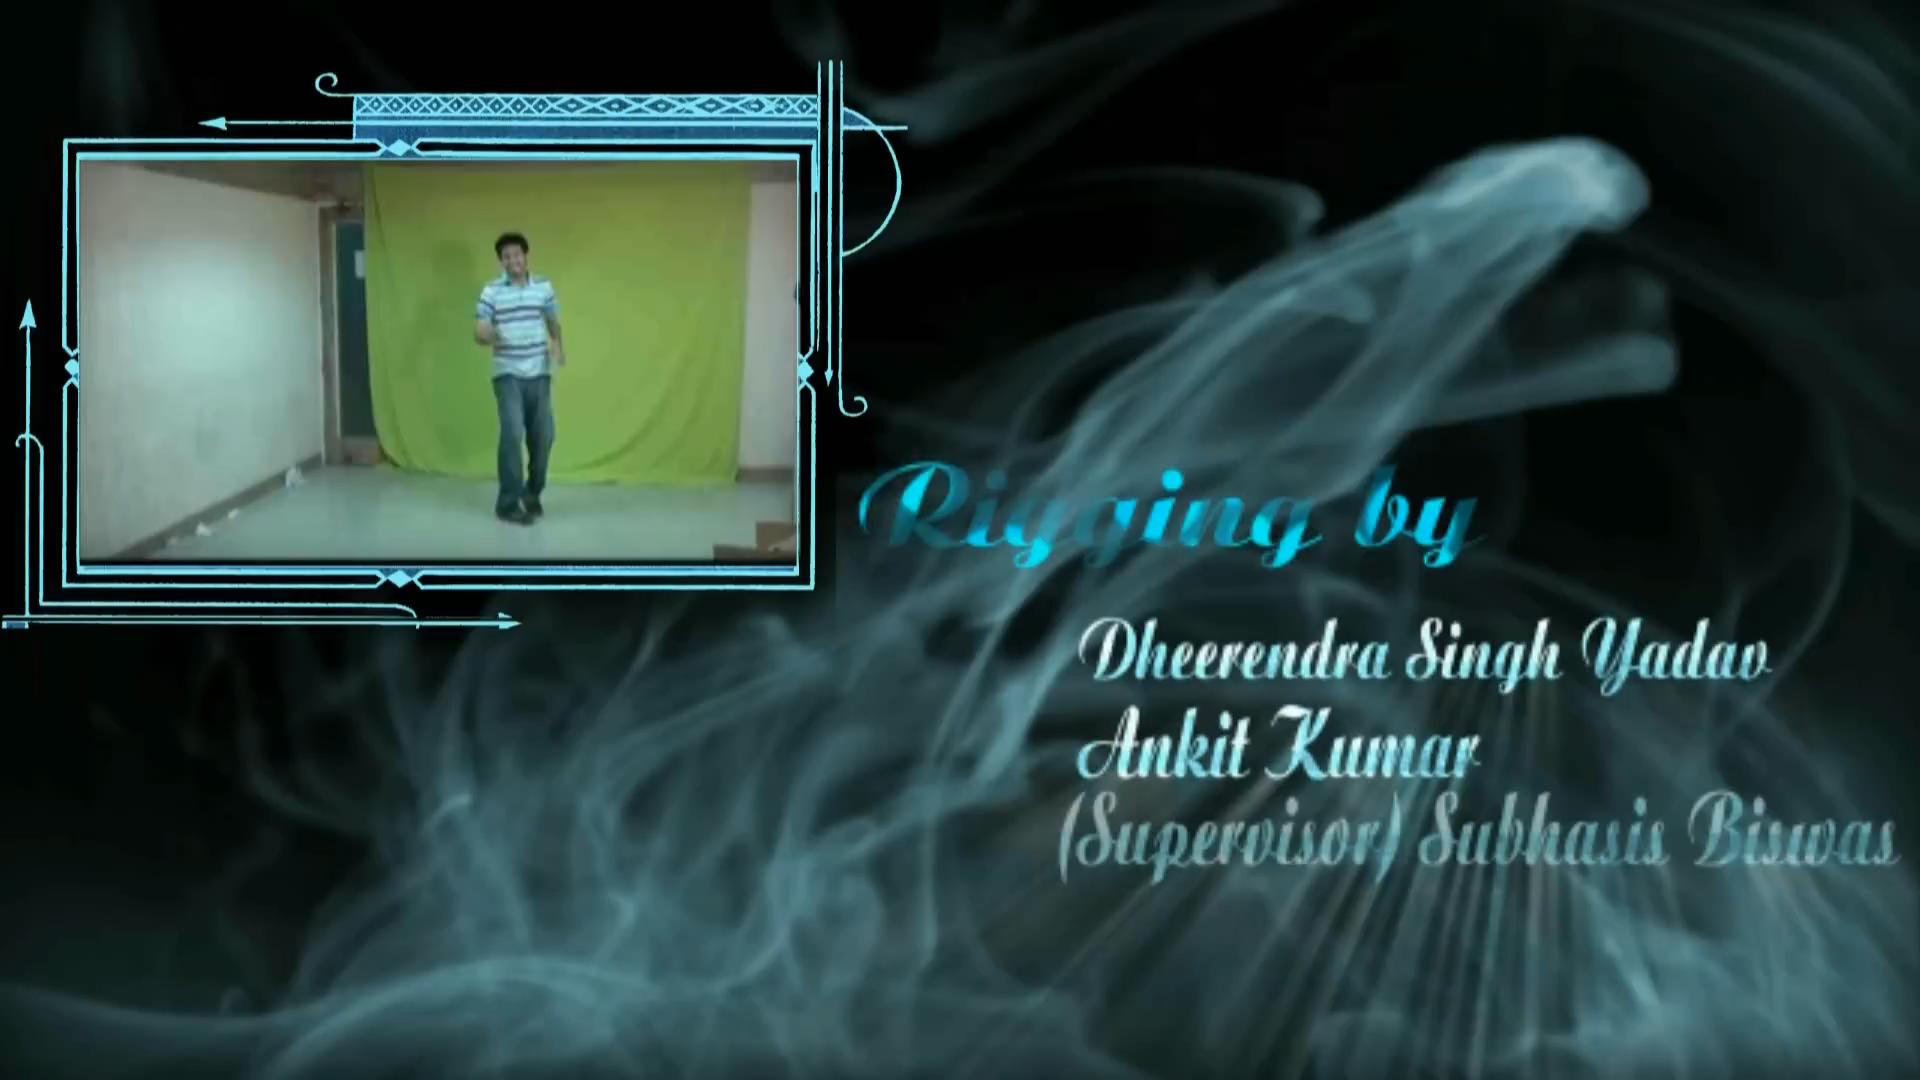 Rigging by
Dheerendra Singh Yadav
Ankit Kumar
(Supervisor) Subhasis Biswas